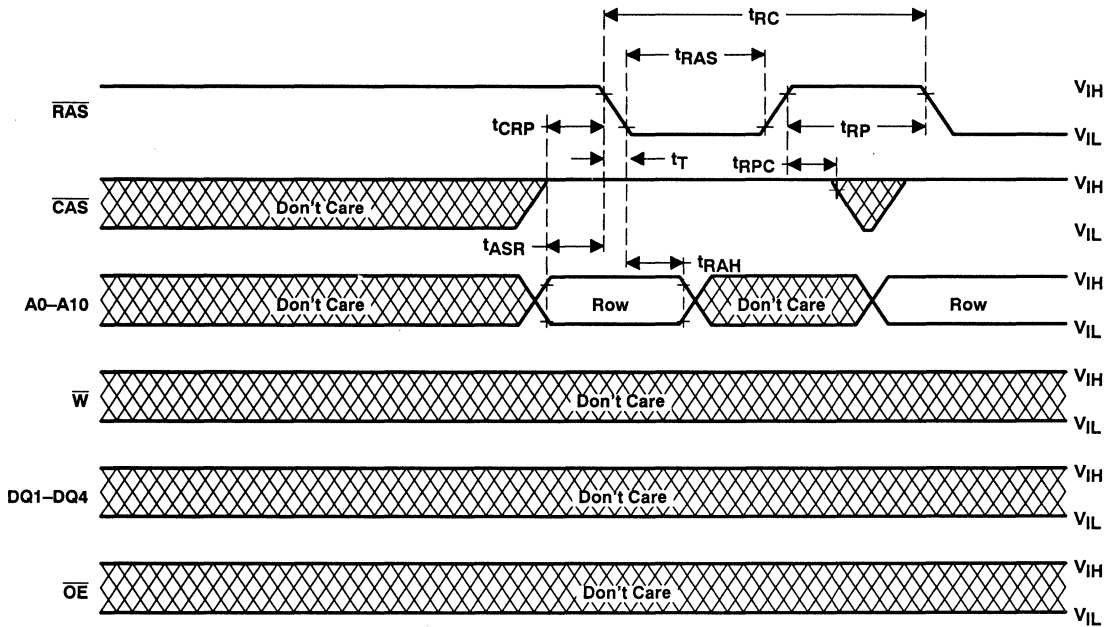 tRC
tRAS
RAS
VIH
tCRP
tRP
VIL
tT
tRPC
CAS
Don't Care
VIH
VIL
tASR
tRAH
A0–A10
Don't Care
Row
Don't Care
Row
VIH
VIL
W
Don't Care
VIH
VIL
DQ1–DQ4
Don't Care
VIH
VIL
OE
Don't Care
VIH
VIL